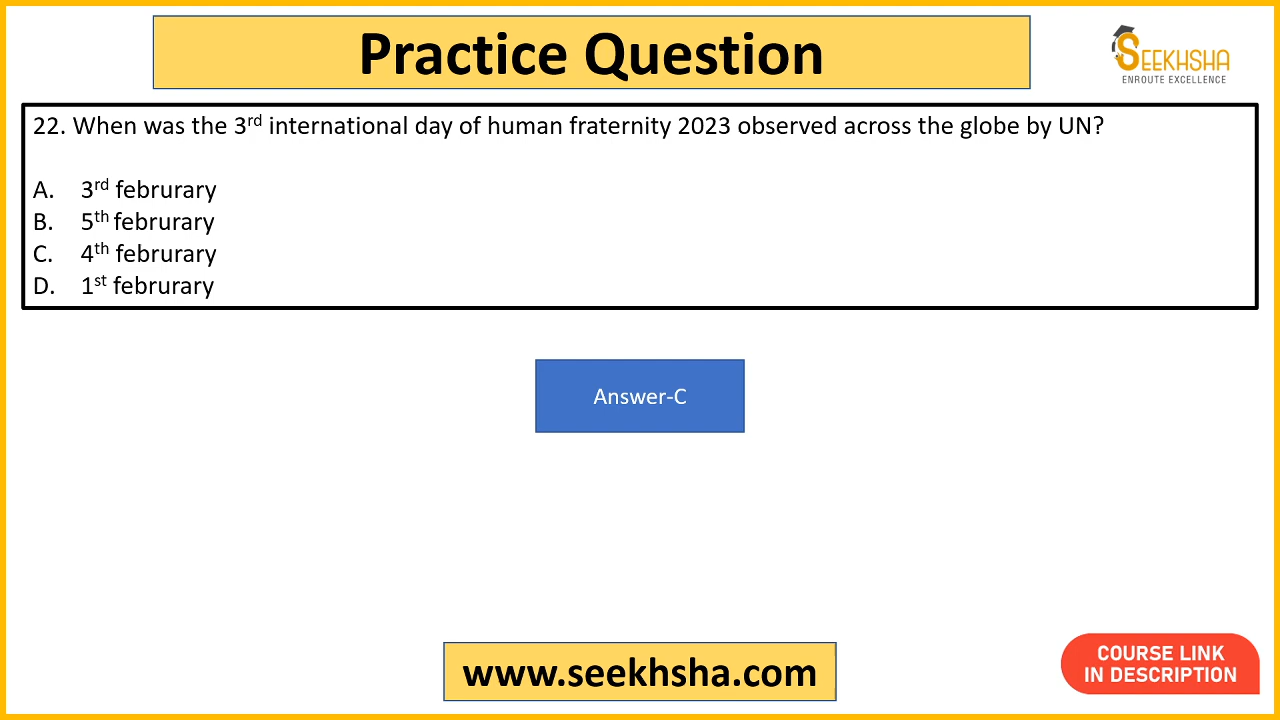 Practice Question
SEEKHSHA
ENROUTE EXCELLENCE
22. When was the 3rd international day of human fraternity 2023 observed across the globe by UN?
A. 3rd februrary
B. 5th februrary
C. 4th februrary
D. 1st februrary
Answer-C
www.seekhsha.com
COURSE LINK
IN DESCRIPTION